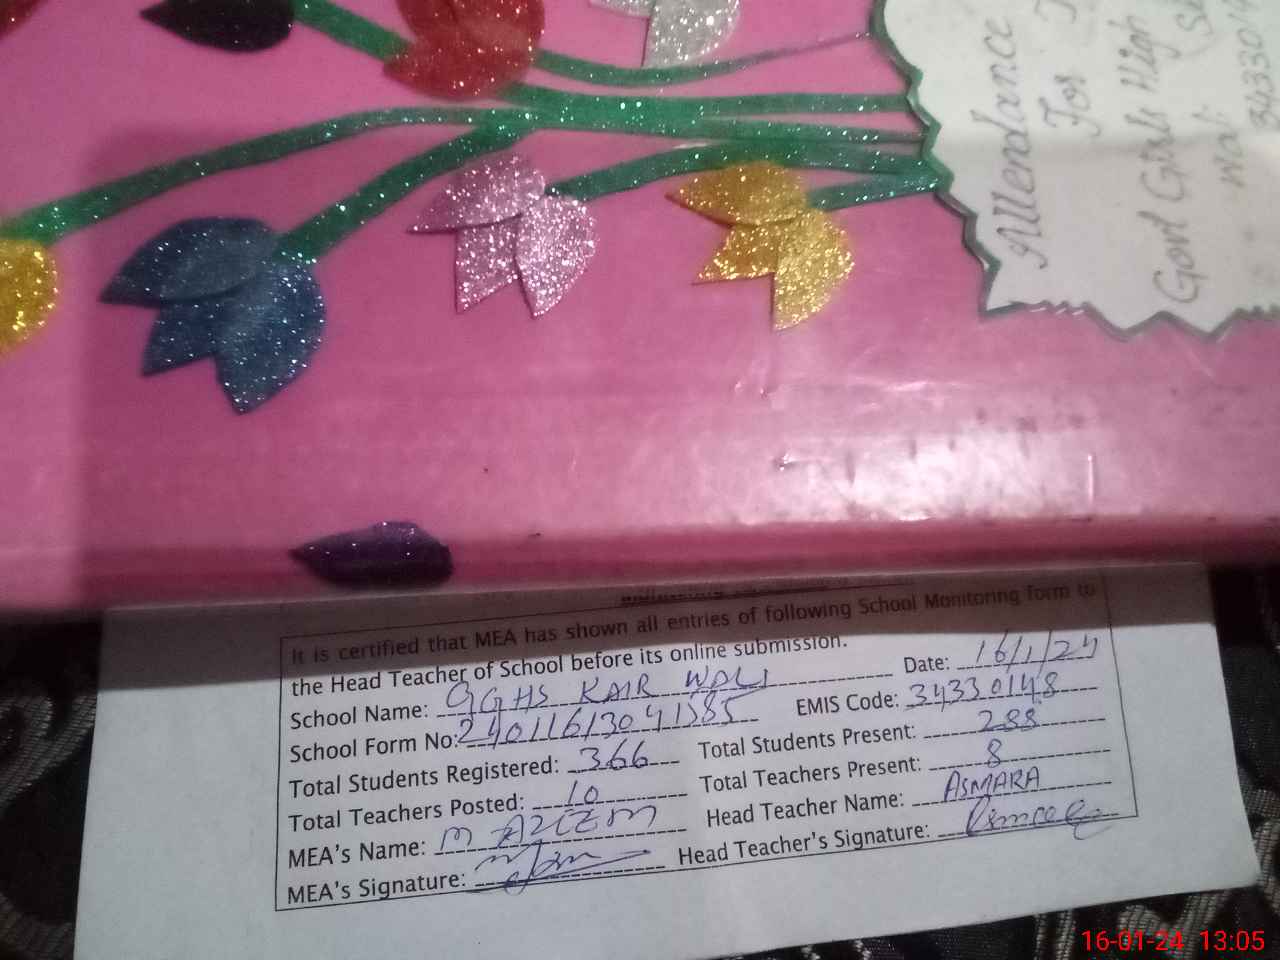 Attendance
For
Govt Girls High
Wal
It is certified that MEA has shown all entries of following School Monitoring form to
the Head Teacher of School before its online submission.
Date: 16/1/24
School Name: GGHS KAIR WALI
EMIS Code: 34330148
School Form No:
Total Students Registered: 366
Total Students Present: 288
Total Teachers Posted: 10
Total Teachers Present: 8
MEA's Name: M AZEEM
Head Teacher Name: ASMARA
MEA's Signature:
Head Teacher's Signature:
16-01-24 13:05